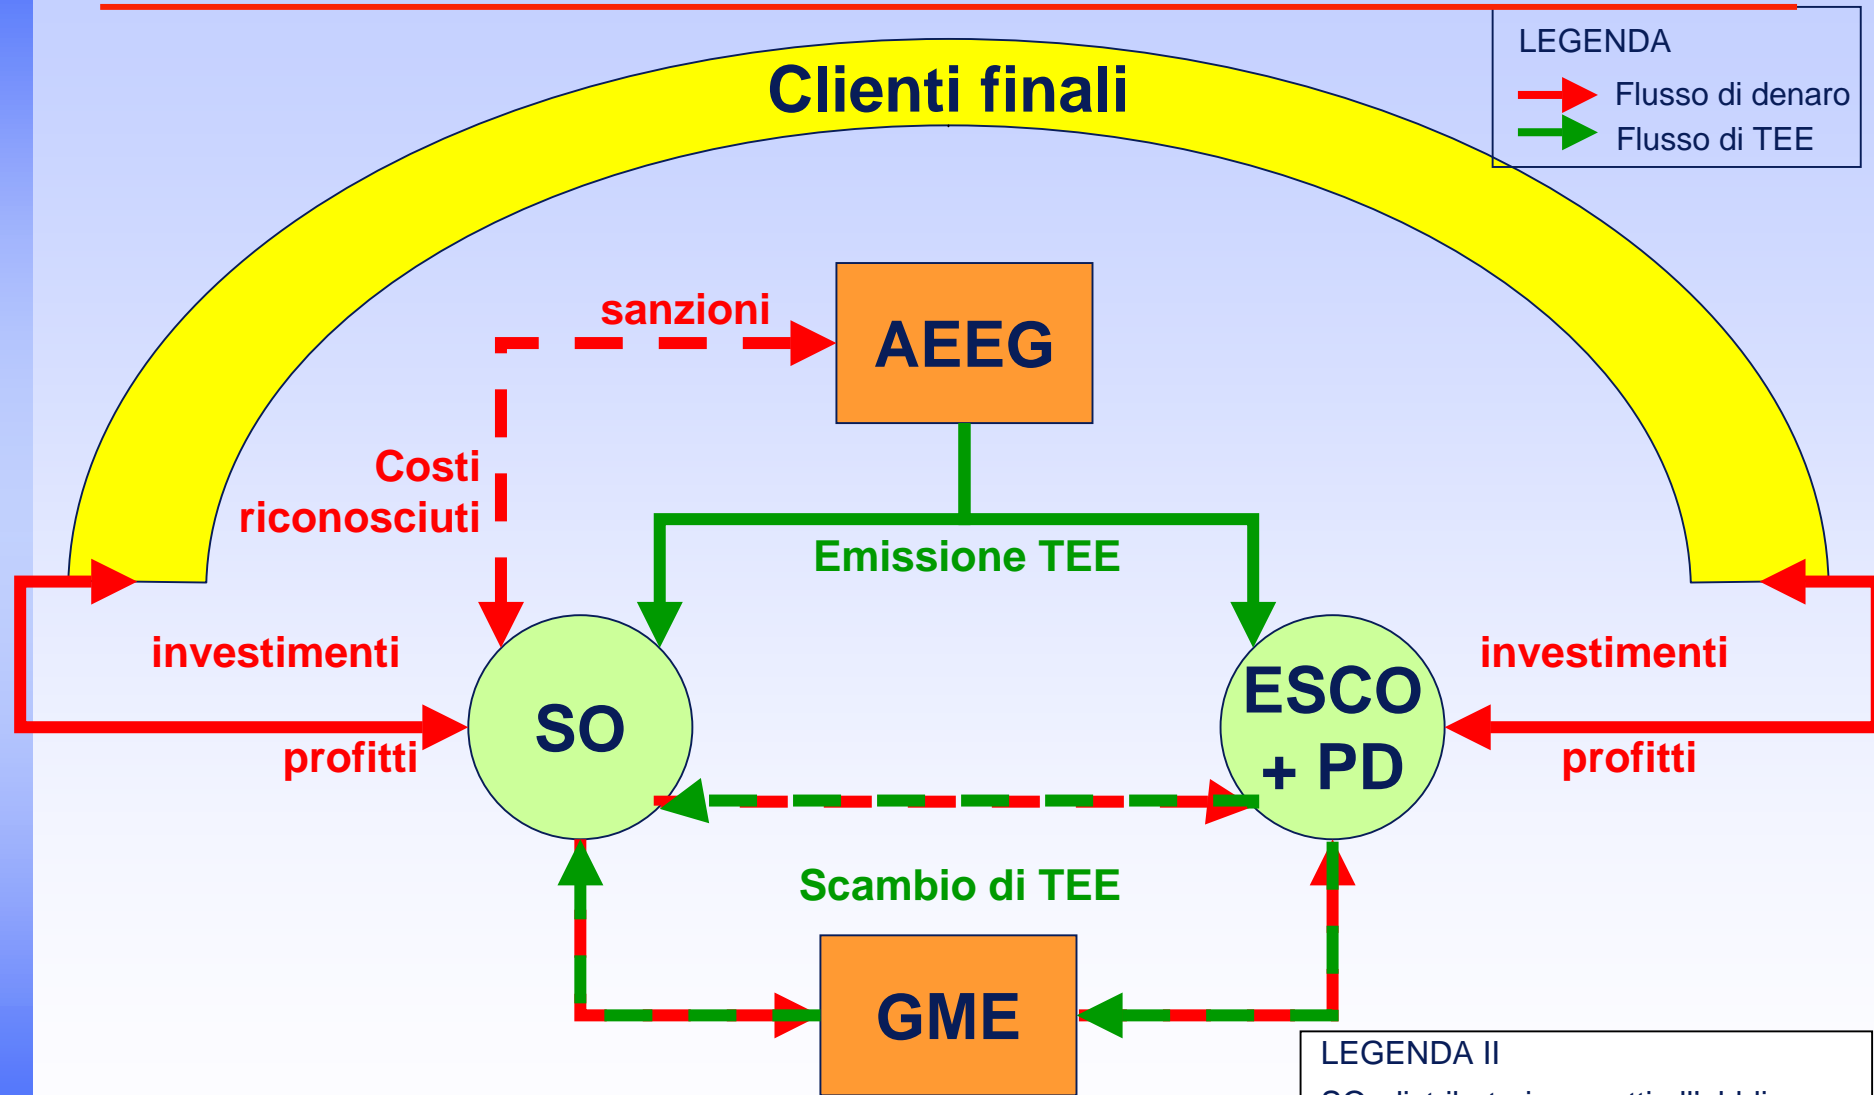 LEGENDA
Flusso di denaro
Flusso di TEE
Clienti finali
sanzioni
AEEG
Costi
riconosciuti
Emissione TEE
investimenti
investimenti
SO
ESCO
+ PD
profitti
profitti
Scambio di TEE
GME
LEGENDA II